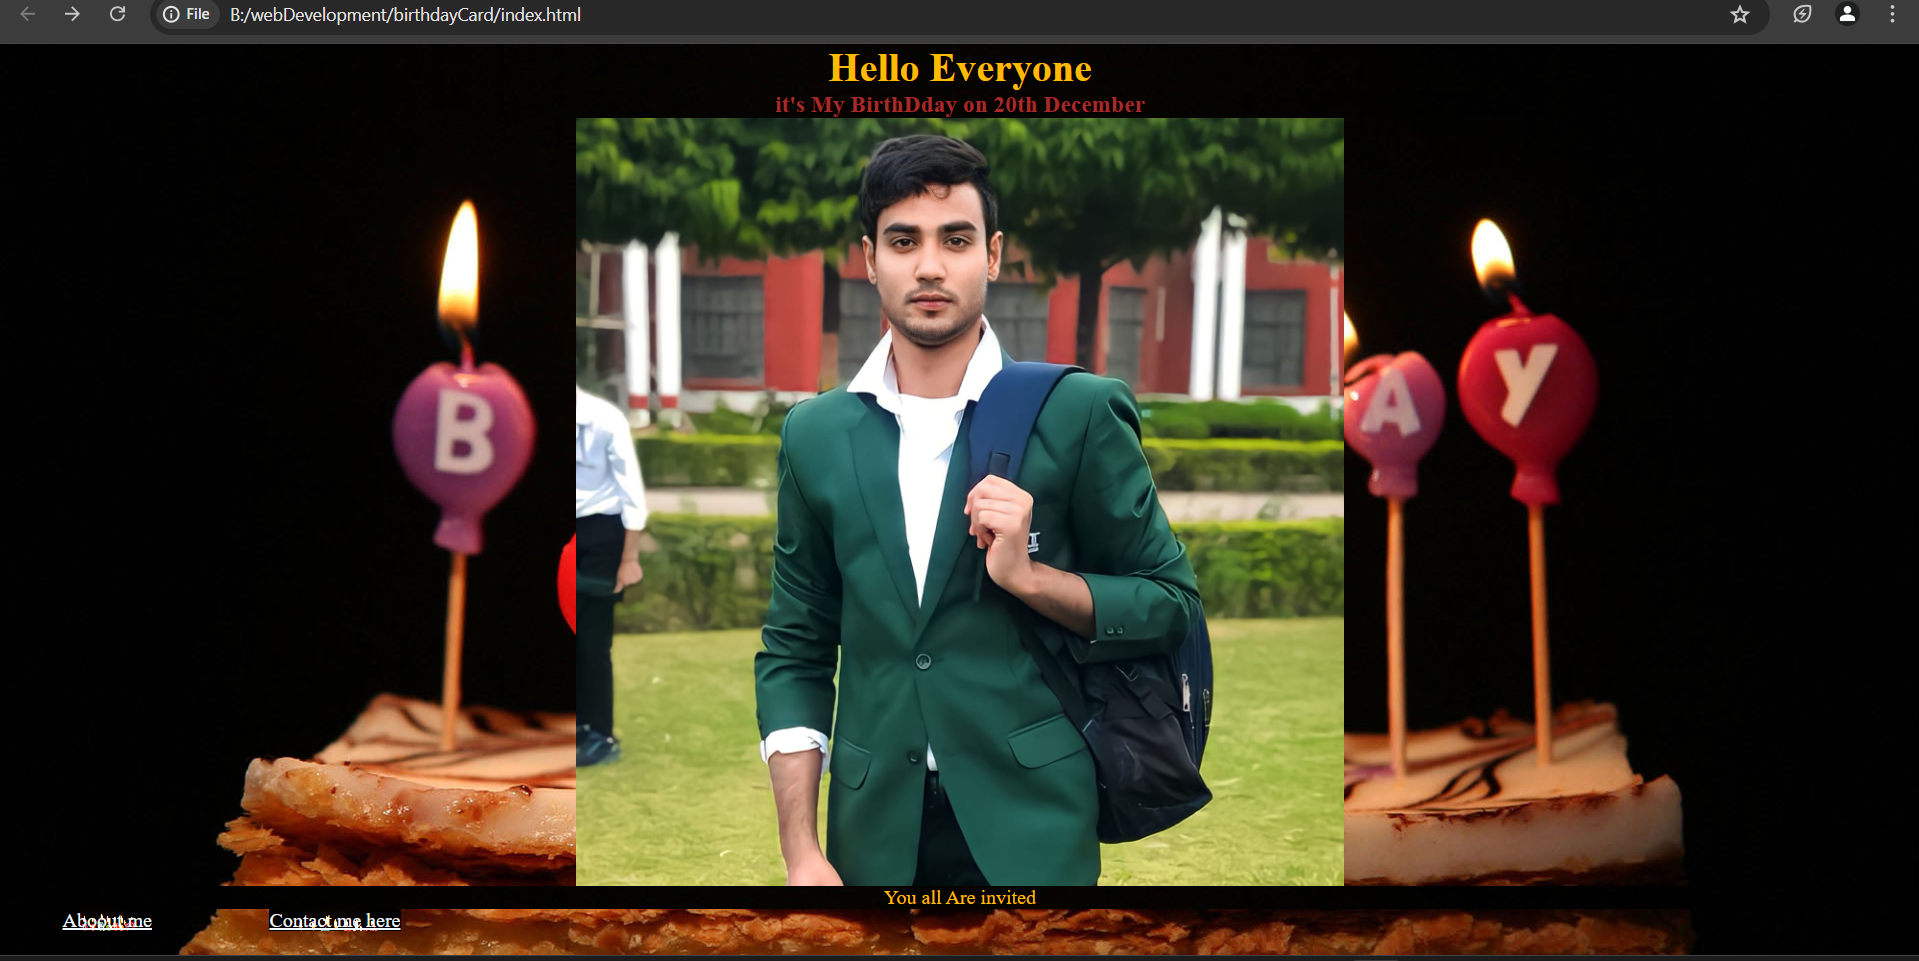 File B:/webDevelopment/birthdayCard/index.html
Hello Everyone
it's My BirthDday on 20th December
B
A Y
You all Are invited
Aboout me Contact me here